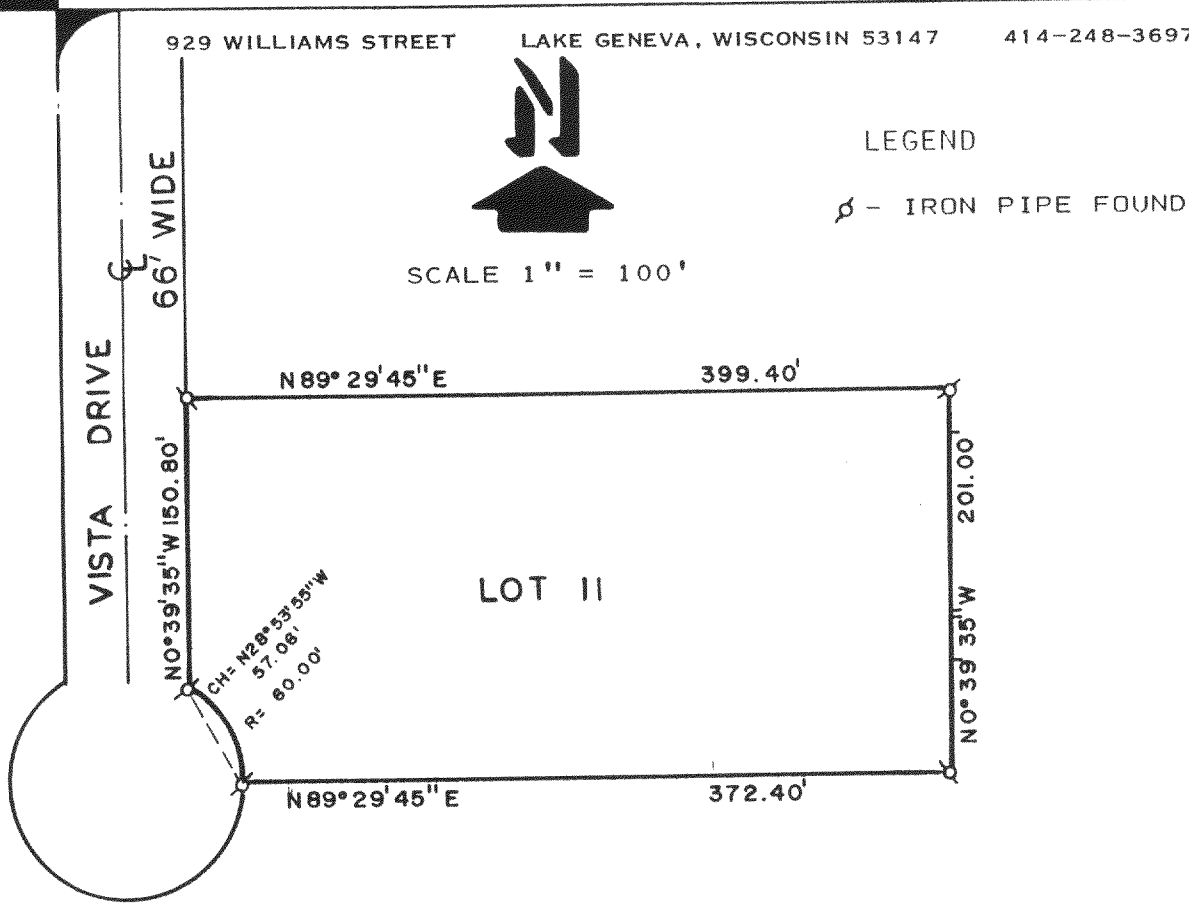 929 WILLIAMS STREET LAKE GENEVA, WISCONSIN 53147 414-248-3697
N
LEGEND
ø - IRON PIPE FOUND
SCALE 1" = 100'
66' WIDE
℄
VISTA DRIVE
N89°29'45"E 399.40'
N0°39'35"W 150.80'
201.00'
N0°39'35"W
LOT 11
CH= N28°53'55"W
57.06'
R= 60.00'
N89°29'45"E 372.40'